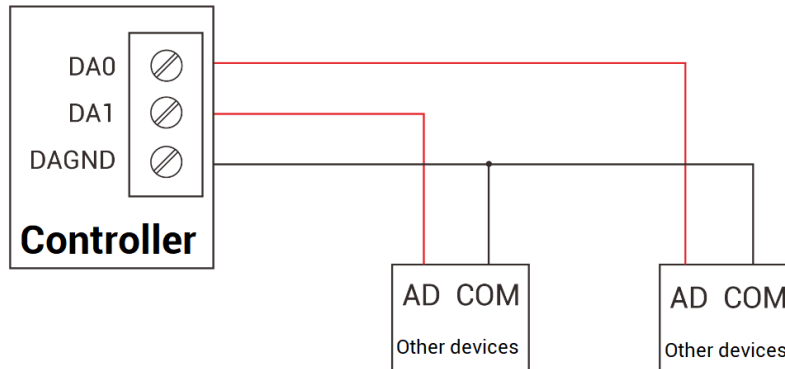 DA0
DA1
DAGND
Controller
AD COM
Other devices
AD COM
Other devices